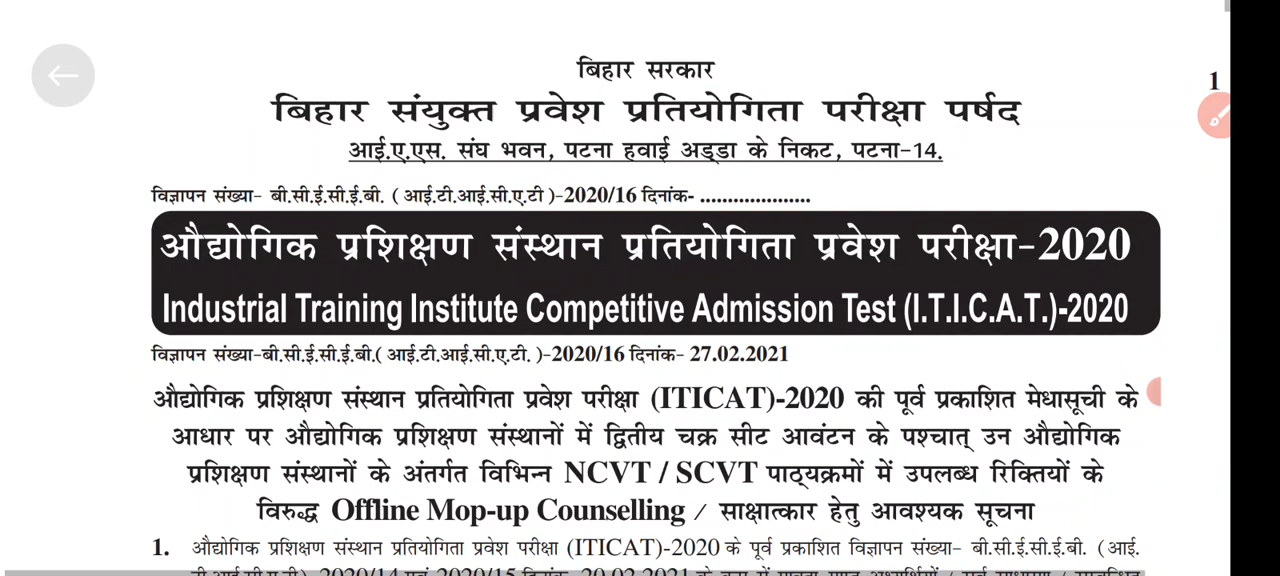 बिहार सरकार
1
बिहार संयुक्त प्रवेश प्रतियोगिता परीक्षा पर्षद
आई.ए.एस. संघ भवन, पटना हवाई अड्डा के निकट, पटना-14.
विज्ञापन संख्या- बी.सी.ई.सी.ई.बी. ( आई.टी.आई.सी.ए.टी )-2020/16 दिनांक- ....................
औद्योगिक प्रशिक्षण संस्थान प्रतियोगिता प्रवेश परीक्षा-2020
Industrial Training Institute Competitive Admission Test (I.T.I.C.A.T.)-2020
विज्ञापन संख्या-बी.सी.ई.सी.ई.बी.( आई.टी.आई.सी.ए.टी. )-2020/16 दिनांक- 27.02.2021
औद्योगिक प्रशिक्षण संस्थान प्रतियोगिता प्रवेश परीक्षा (ITICAT)-2020 की पूर्व प्रकाशित मेधासूची के
आधार पर औद्योगिक प्रशिक्षण संस्थानों में द्वितीय चक्र सीट आवंटन के पश्चात् उन औद्योगिक
प्रशिक्षण संस्थानों के अंतर्गत विभिन्न NCVT / SCVT पाठ्यक्रमों में उपलब्ध रिक्तियों के
विरुद्ध Offline Mop-up Counselling / साक्षात्कार हेतु आवश्यक सूचना
1. औद्योगिक प्रशिक्षण संस्थान प्रतियोगिता प्रवेश परीक्षा (ITICAT)-2020 के पूर्व प्रकाशित विज्ञापन संख्या- बी.सी.ई.सी.ई.बी. (आई.